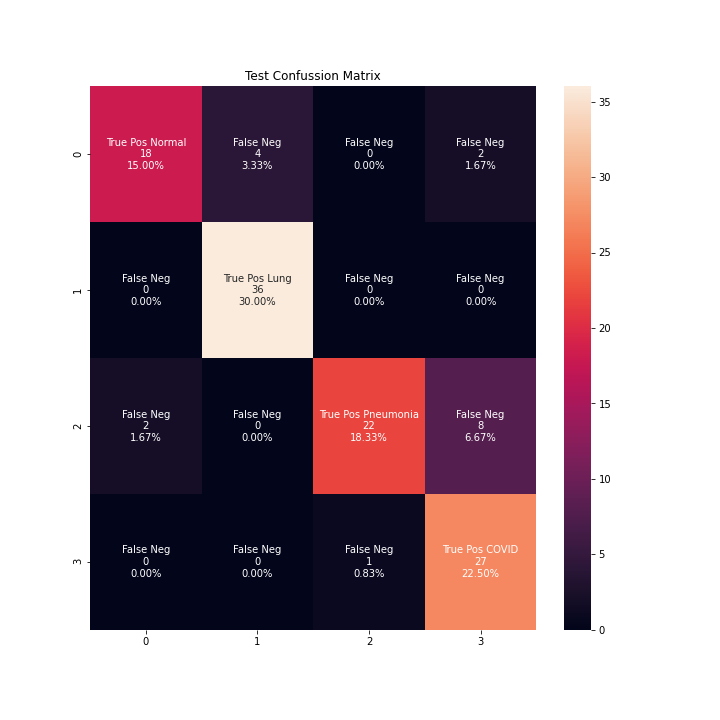 Test Confussion Matrix
True Pos Normal
18
15.00%
False Neg
4
3.33%
False Neg
0
0.00%
False Neg
2
1.67%
False Neg
0
0.00%
True Pos Lung
36
30.00%
False Neg
0
0.00%
False Neg
0
0.00%
False Neg
2
1.67%
False Neg
0
0.00%
True Pos Pneumonia
22
18.33%
False Neg
8
6.67%
False Neg
0
0.00%
False Neg
0
0.00%
False Neg
1
0.83%
True Pos COVID
27
22.50%
0
1
2
3
0
1
2
3
35
30
25
20
15
10
5
0